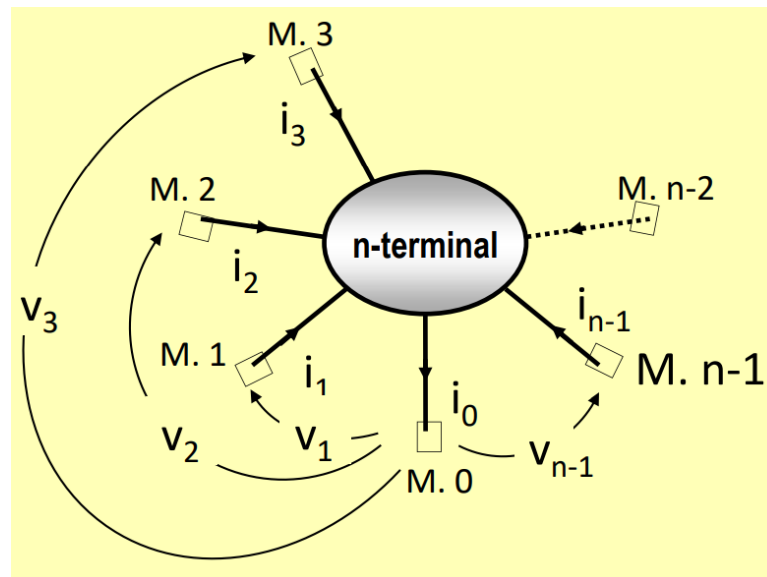 M. 3
i₃
M. 2
M. n-2
n-terminal
i₂
v₃
iₙ₋₁
M. 1
M. n-1
i₁
i₀
v₂
v₁
vₙ₋₁
M. 0